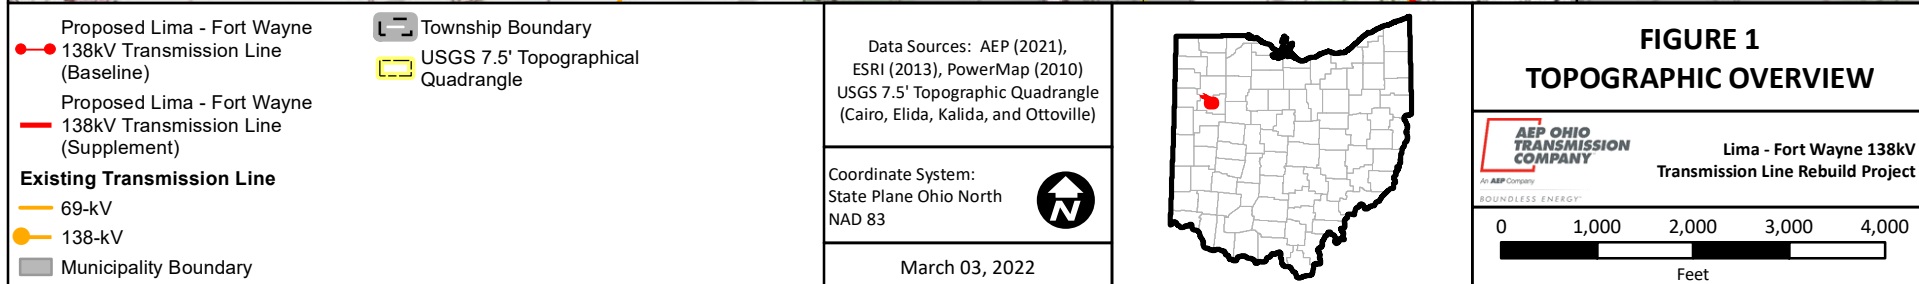 Proposed Lima - Fort Wayne
138kV Transmission Line
(Baseline)
Proposed Lima - Fort Wayne
138kV Transmission Line
(Supplement)
Existing Transmission Line
69-kV
138-kV
Municipality Boundary
Township Boundary
USGS 7.5' Topographical
Quadrangle
Data Sources: AEP (2021),
ESRI (2013), PowerMap (2010)
USGS 7.5' Topographic Quadrangle
(Cairo, Elida, Kalida, and Ottoville)
Coordinate System:
State Plane Ohio North
NAD 83
N
March 03, 2022
FIGURE 1
TOPOGRAPHIC OVERVIEW
AEP OHIO
TRANSMISSION
COMPANY
An AEP Company
BOUNDLESS ENERGY
Lima - Fort Wayne 138kV
Transmission Line Rebuild Project
0 1,000 2,000 3,000 4,000
Feet